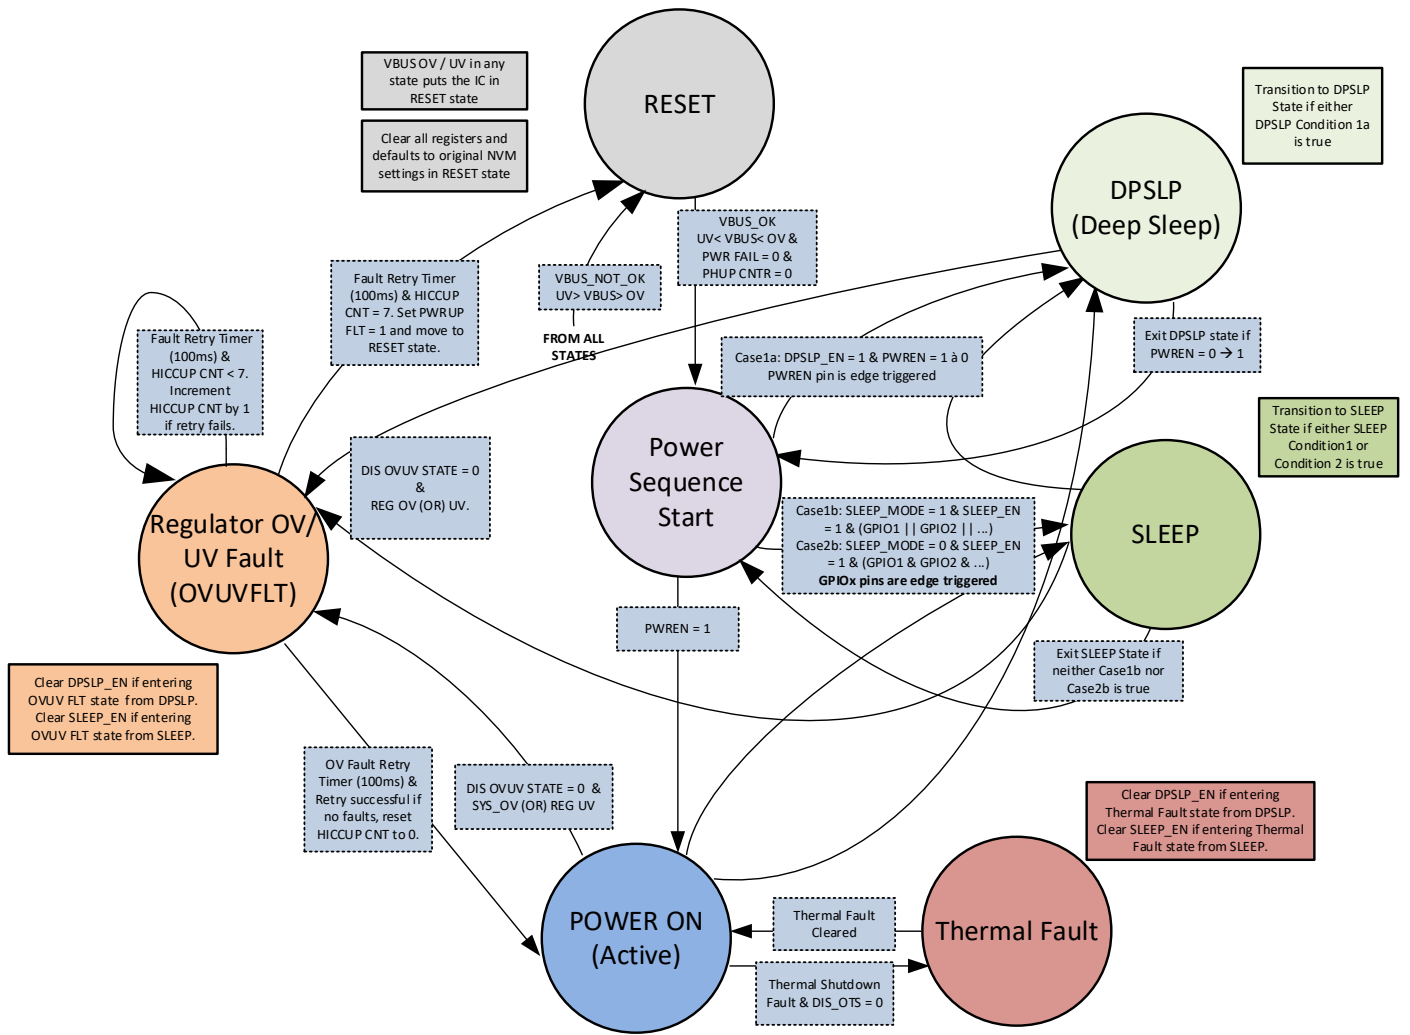 VBUS OV / UV in any
state puts the IC in
RESET state
Clear all registers and
defaults to original NVM
settings in RESET state
RESET
Transition to DPSLP
State if either
DPSLP Condition 1a
is true
DPSLP
(Deep Sleep)
VBUS_OK
UV< VBUS< OV &
PWR FAIL = 0 &
PHUP CNTR = 0
VBUS_NOT_OK
UV> VBUS> OV
FROM ALL
STATES
Fault Retry Timer
(100ms) & HICCUP
CNT = 7. Set PWRUP
FLT = 1 and move to
RESET state.
Fault Retry Timer
(100ms) &
HICCUP CNT < 7.
Increment
HICCUP CNT by 1
if retry fails.
Case1a: DPSLP_EN = 1 & PWREN = 1 à 0
PWREN pin is edge triggered
Exit DPSLP state if
PWREN = 0 → 1
Transition to SLEEP
State if either SLEEP
Condition1 or
Condition 2 is true
DIS OVUV STATE = 0
&
REG OV (OR) UV.
Power
Sequence
Start
Case1b: SLEEP_MODE = 1 & SLEEP_EN
= 1 & (GPIO1 || GPIO2 || ...)
Case2b: SLEEP_MODE = 0 & SLEEP_EN
= 1 & (GPIO1 & GPIO2 & ...)
GPIOx pins are edge triggered
SLEEP
Regulator OV/
UV Fault
(OVUVFLT)
PWREN = 1
Exit SLEEP State if
neither Case1b nor
Case2b is true
Clear DPSLP_EN if entering
OVUV FLT state from DPSLP.
Clear SLEEP_EN if entering
OVUV FLT state from SLEEP.
OV Fault Retry
Timer (100ms) &
Retry successful if
no faults, reset
HICCUP CNT to 0.
DIS OVUV STATE = 0 &
SYS_OV (OR) REG UV
Clear DPSLP_EN if entering
Thermal Fault state from DPSLP.
Clear SLEEP_EN if entering Thermal
Fault state from SLEEP.
POWER ON
(Active)
Thermal Fault
Cleared
Thermal Shutdown
Fault & DIS_OTS = 0
Thermal Fault